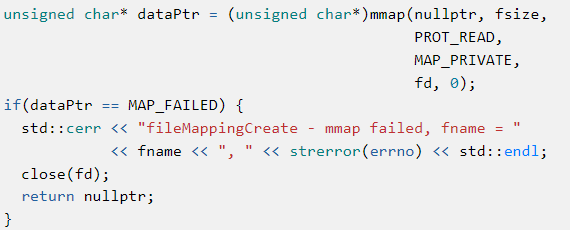 unsigned char* dataPtr = (unsigned char*)mmap(nullptr, fsize,
PROT_READ,
MAP_PRIVATE,
fd, 0);
if(dataPtr == MAP_FAILED) {
std::cerr << "fileMappingCreate - mmap failed, fname = "
<< fname << ", " << strerror(errno) << std::endl;
close(fd);
return nullptr;
}